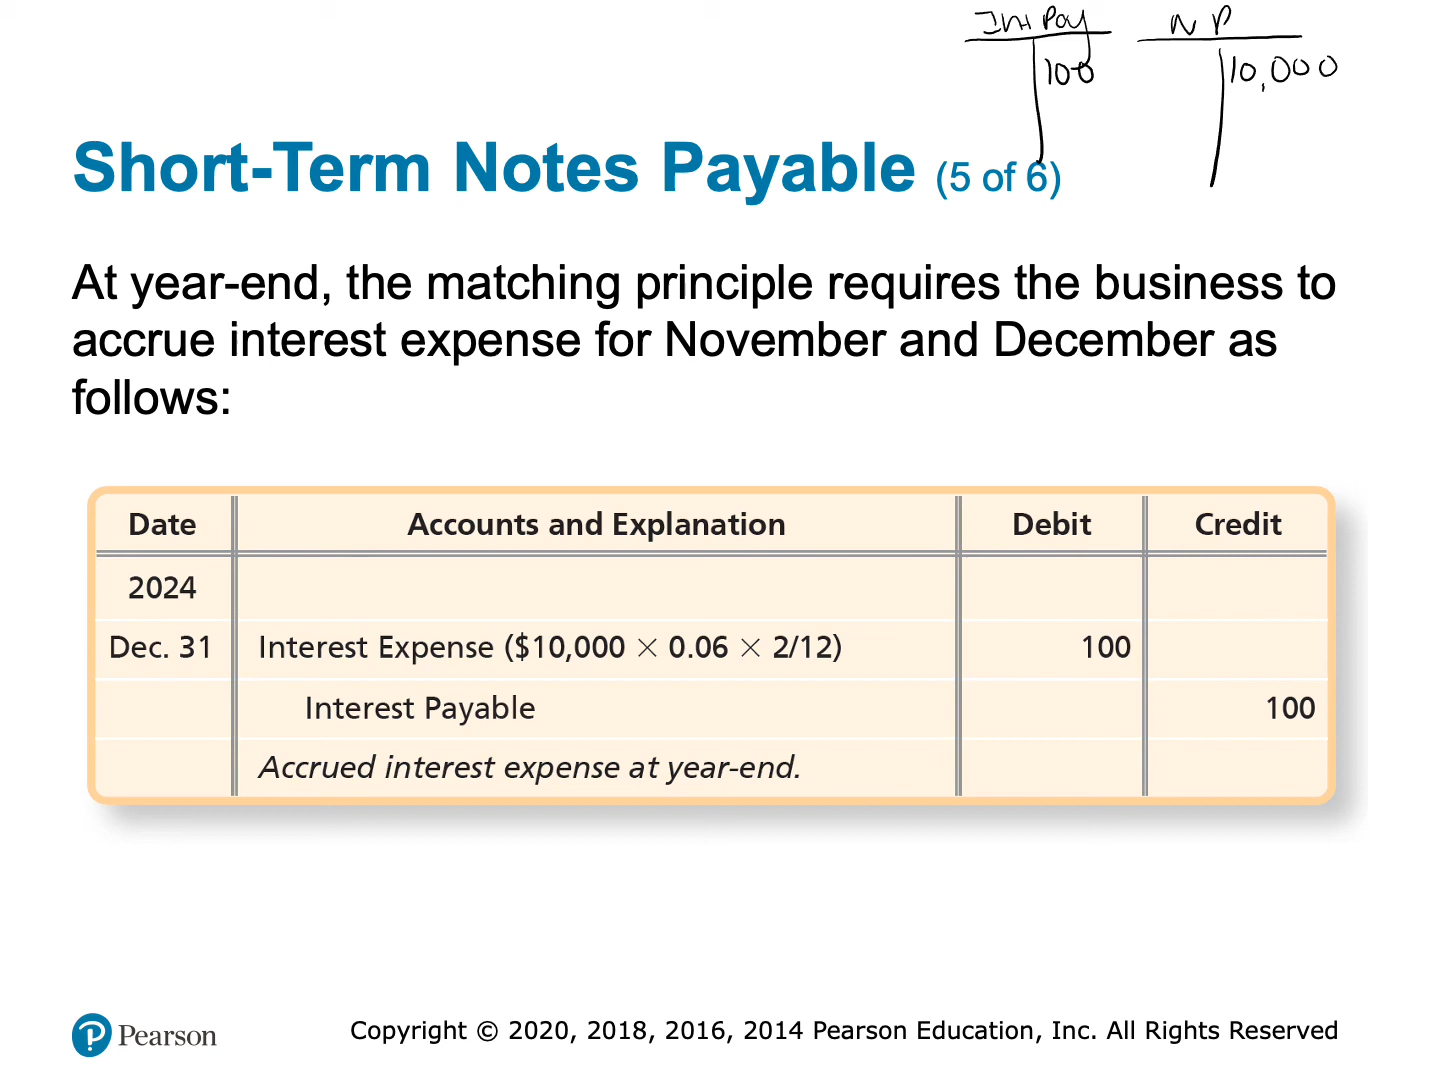 Int Pay N P
100 10,000
Short-Term Notes Payable (5 of 6)
At year-end, the matching principle requires the business to
accrue interest expense for November and December as
follows:
Date Accounts and Explanation Debit Credit
2024
Dec. 31 Interest Expense ($10,000 × 0.06 × 2/12) 100
Interest Payable 100
Accrued interest expense at year-end.
Pearson Copyright © 2020, 2018, 2016, 2014 Pearson Education, Inc. All Rights Reserved